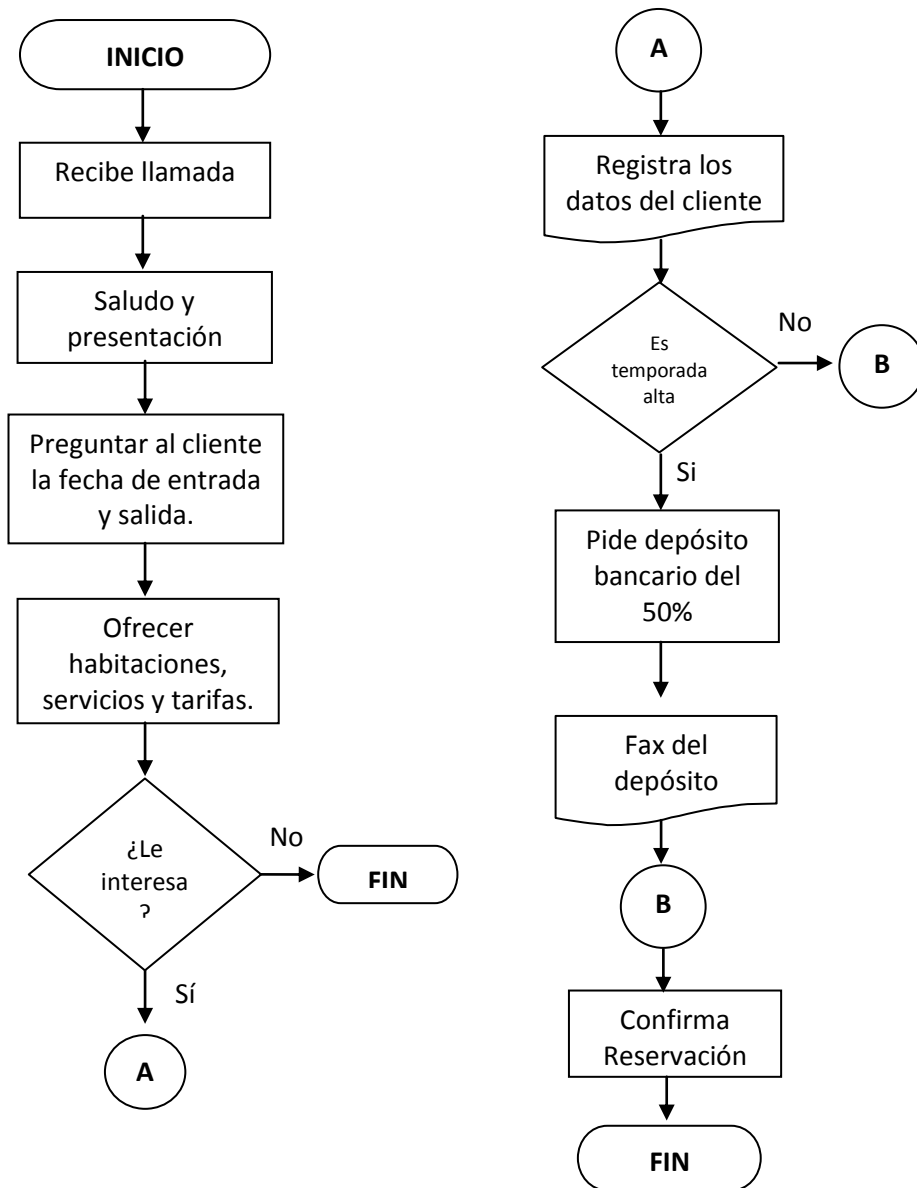 INICIO
Recibe llamada
Saludo y
presentación
Preguntar al cliente
la fecha de entrada
y salida.
Ofrecer
habitaciones,
servicios y tarifas.
¿Le
interesa
?
No
FIN
Sí
A
A
Registra los
datos del cliente
Es
temporada
alta
No
B
Si
Pide depósito
bancario del
50%
Fax del
depósito
B
Confirma
Reservación
FIN